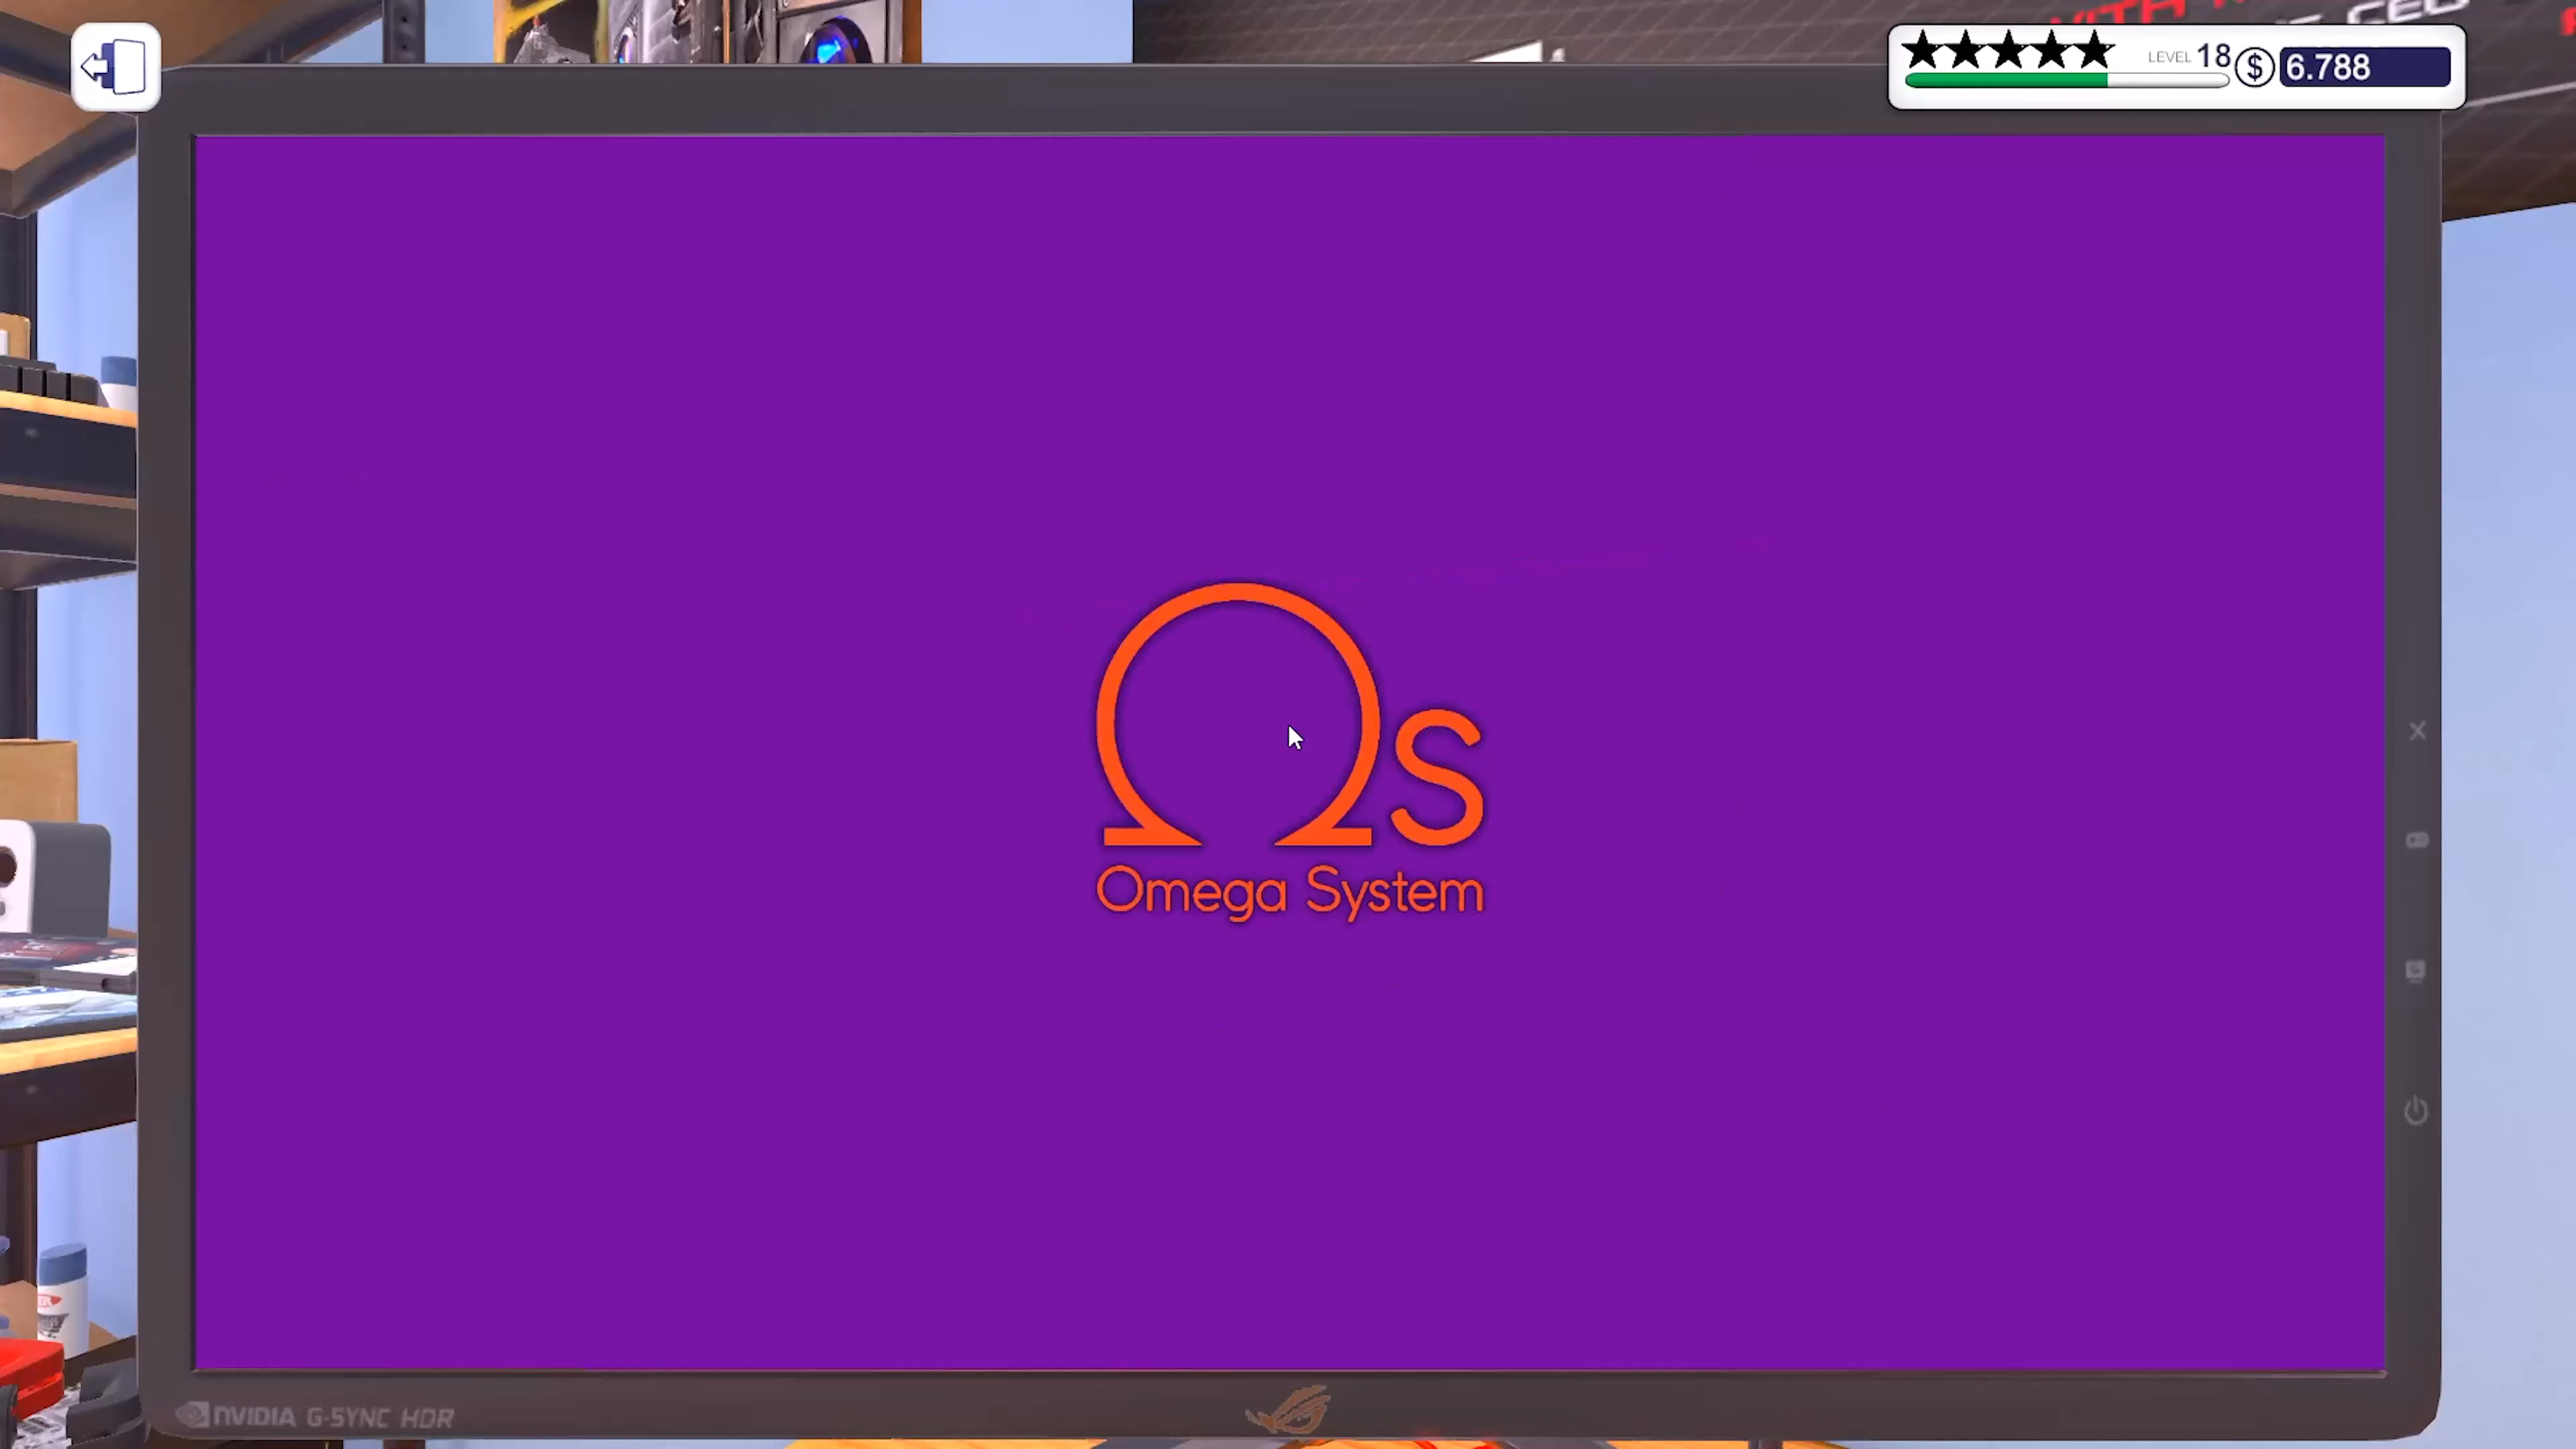 LEVEL 18
$ 6.788
Ωs
Omega System
NVIDIA G-SYNC HDR